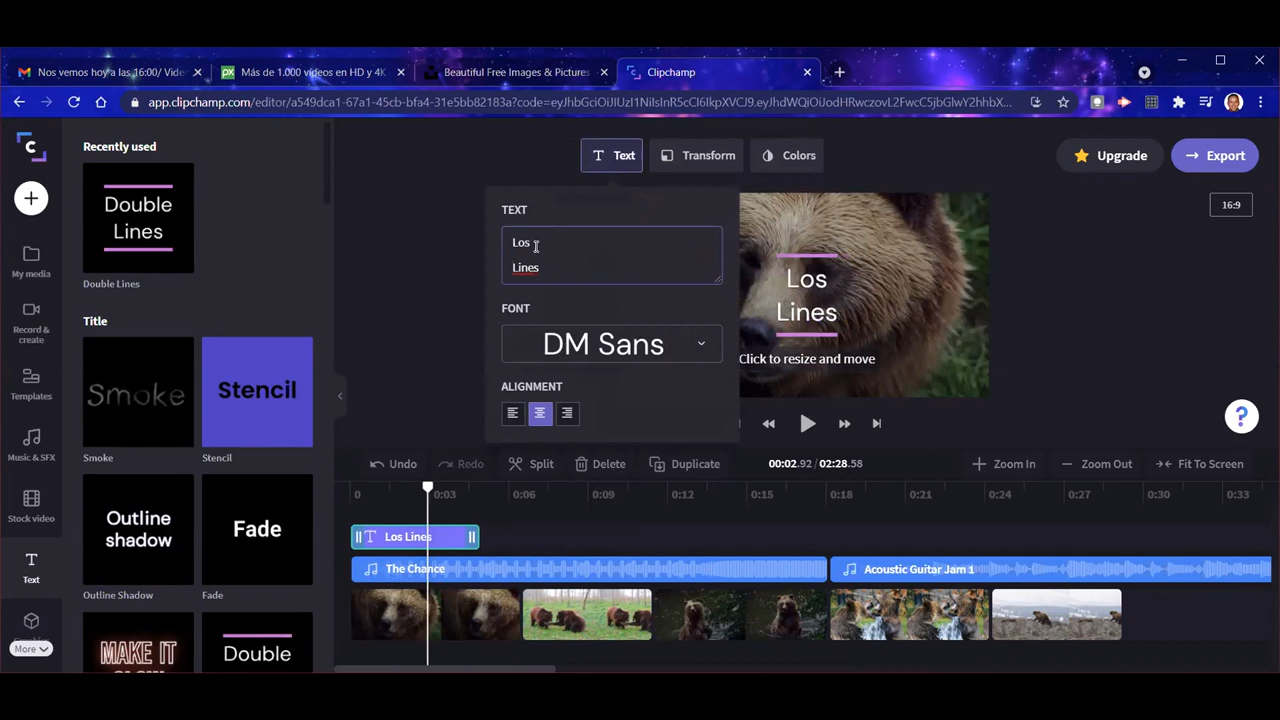 Nos vemos hoy a las 16:00/ Vide
Más de 1.000 vídeos en HD y 4K
Beautiful Free Images & Pictures
Clipchamp
app.clipchamp.com/editor/a549dca1-67a1-45cb-bfa4-31e5bb82183a?code=eyJhbGciOiJIUzI1NiIsInR5cCI6IkpXVCJ9.eyJhdWQiOiJodHRwczovL2FwcC5jbGlwY2hhbX...
Recently used
Double
Lines
Double Lines
Title
Smoke
Smoke
Stencil
Stencil
Outline
shadow
Outline Shadow
Fade
Fade
MAKE IT
Double
My media
Record &
create
Templates
Music & SFX
Stock video
Text
More
Text
Transform
Colors
Upgrade
Export
TEXT
Los
Lines
FONT
DM Sans
ALIGNMENT
16:9
Los
Lines
Click to resize and move
Undo
Redo
Split
Delete
Duplicate
00:02.92 / 02:28.58
Zoom In
Zoom Out
Fit To Screen
0
0:03
0:06
0:09
0:12
0:15
0:18
0:21
0:24
0:27
0:30
0:33
Los Lines
The Chance
Acoustic Guitar Jam 1